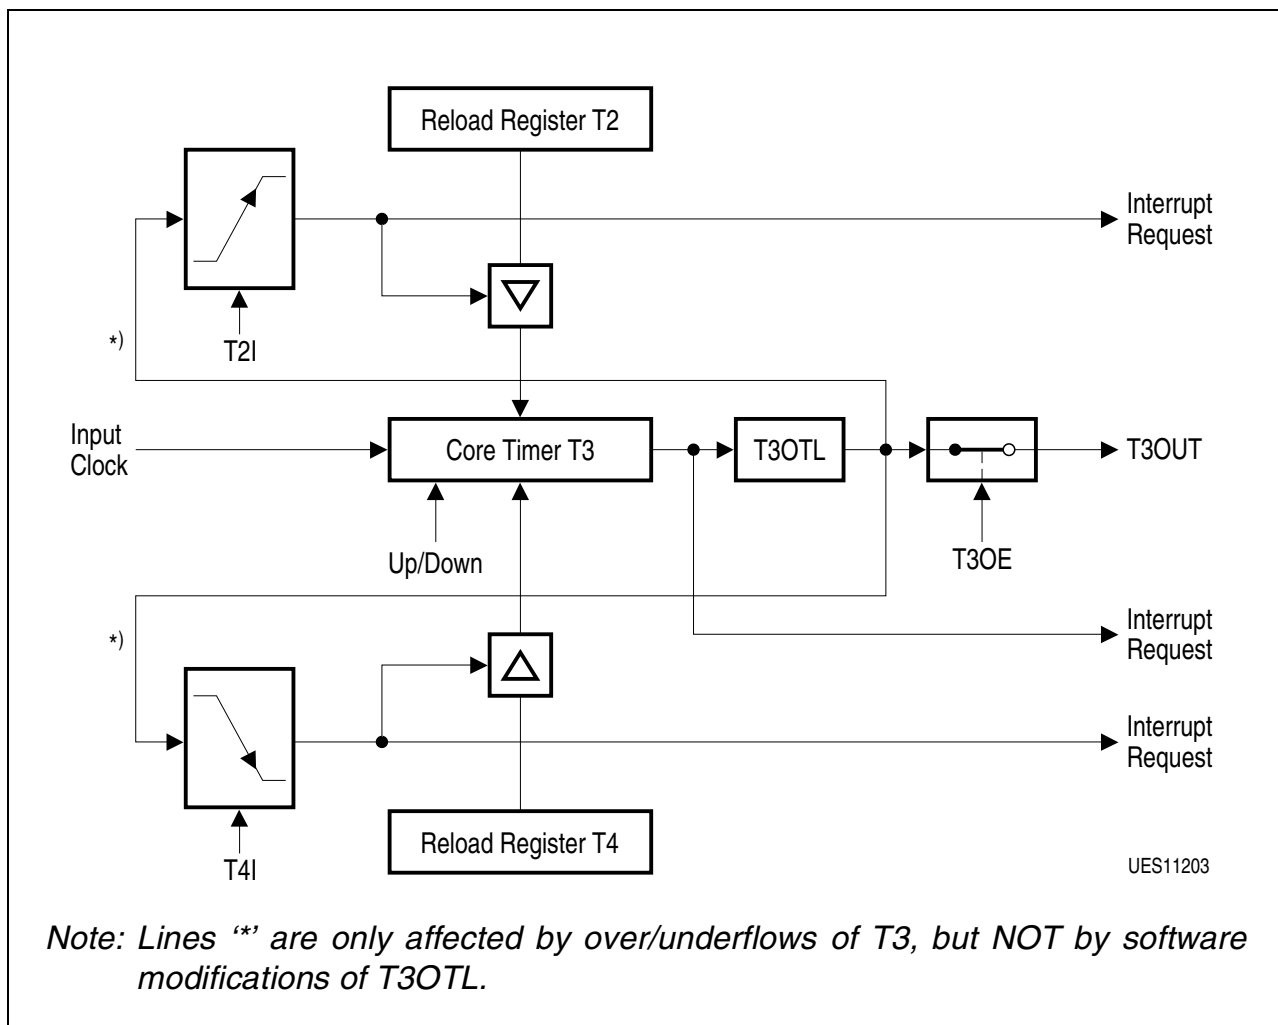 Reload Register T2
Interrupt
Request
*)
T2I
Input
Clock
Core Timer T3
T3OTL
T3OUT
Up/Down
T3OE
*)
Interrupt
Request
Interrupt
Request
Reload Register T4
T4I
UES11203
Note: Lines ‘*’ are only affected by over/underflows of T3, but NOT by software
modifications of T3OTL.